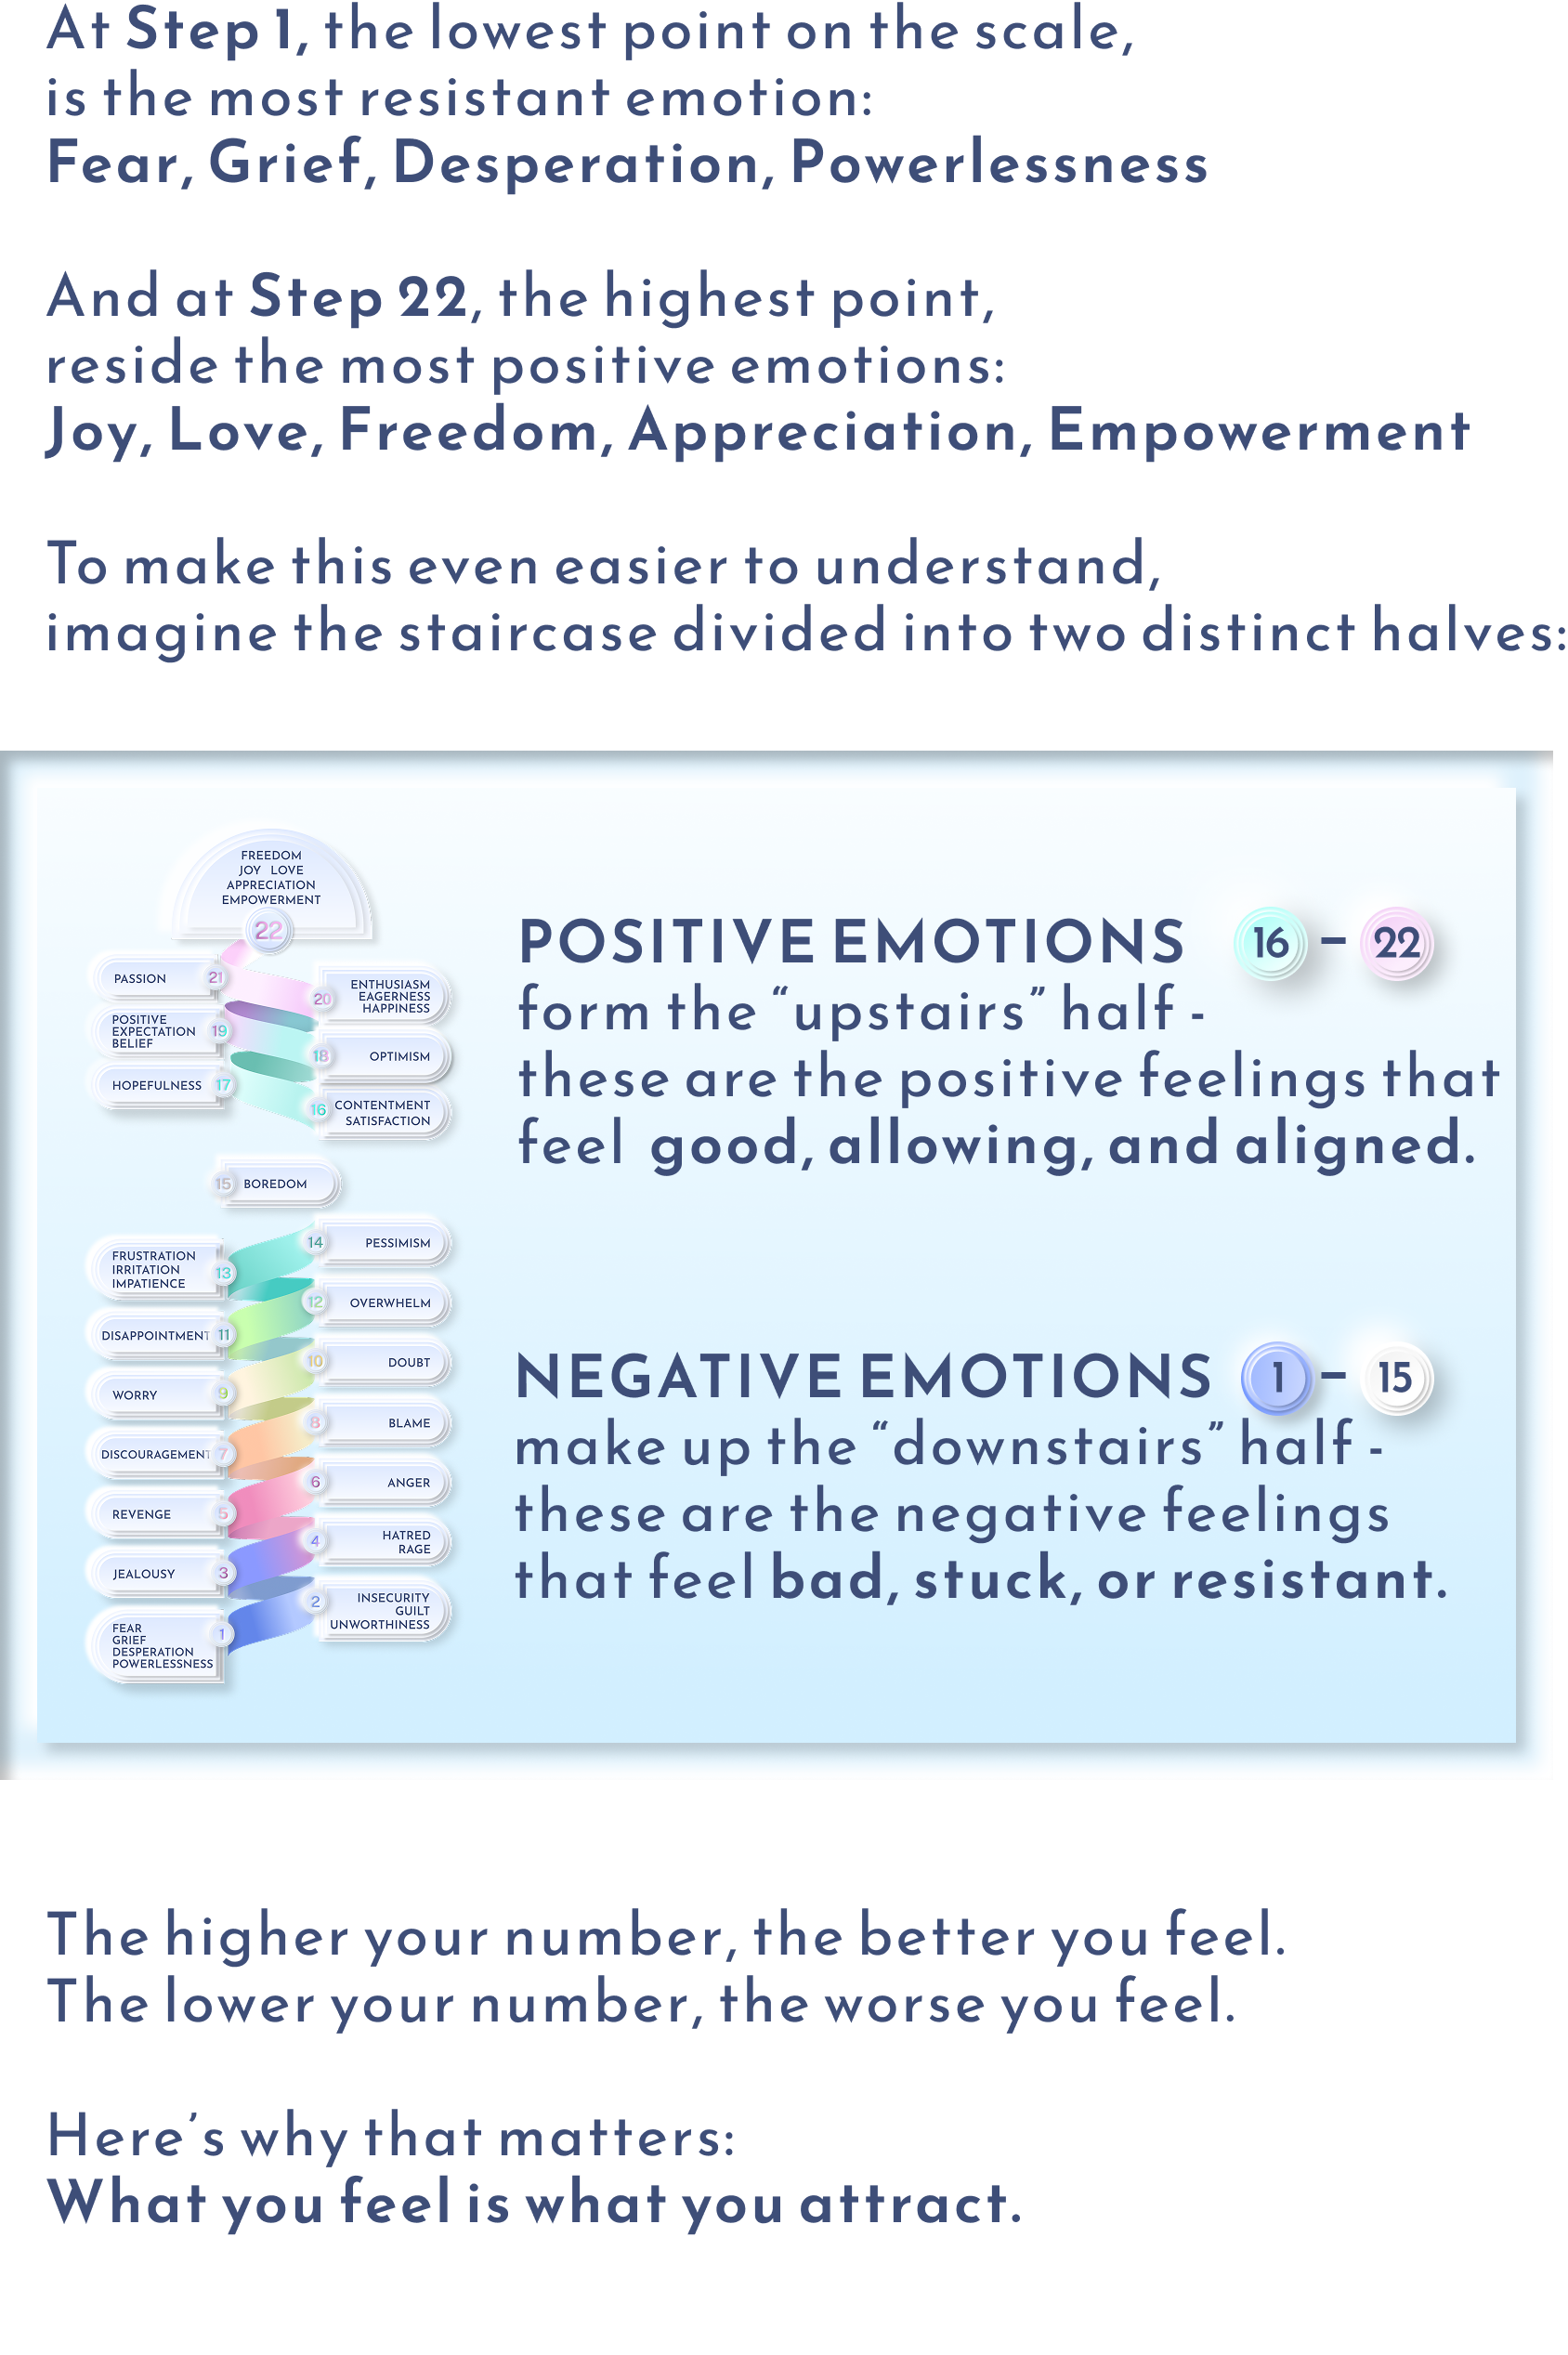 At Step 1, the lowest point on the scale,
is the most resistant emotion:
Fear, Grief, Desperation, Powerlessness
And at Step 22, the highest point,
reside the most positive emotions:
Joy, Love, Freedom, Appreciation, Empowerment
To make this even easier to understand,
imagine the staircase divided into two distinct halves:
FREEDOM
JOY LOVE
APPRECIATION
EMPOWERMENT
22
PASSION 21
20 ENTHUSIASM
EAGERNESS
HAPPINESS
POSITIVE
EXPECTATION 19
BELIEF
18 OPTIMISM
HOPEFULNESS 17
16 CONTENTMENT
SATISFACTION
15 BOREDOM
14 PESSIMISM
FRUSTRATION
IRRITATION 13
IMPATIENCE
12 OVERWHELM
DISAPPOINTMENT 11
10 DOUBT
WORRY 9
8 BLAME
DISCOURAGEMENT 7
6 ANGER
REVENGE 5
4 HATRED
RAGE
JEALOUSY 3
2 INSECURITY
GUILT
UNWORTHINESS
FEAR 1
GRIEF
DESPERATION
POWERLESSNESS
POSITIVE EMOTIONS 16 – 22
form the “upstairs” half -
these are the positive feelings that
feel good, allowing, and aligned.
NEGATIVE EMOTIONS 1 – 15
make up the “downstairs” half -
these are the negative feelings
that feel bad, stuck, or resistant.
The higher your number, the better you feel.
The lower your number, the worse you feel.
Here’s why that matters:
What you feel is what you attract.